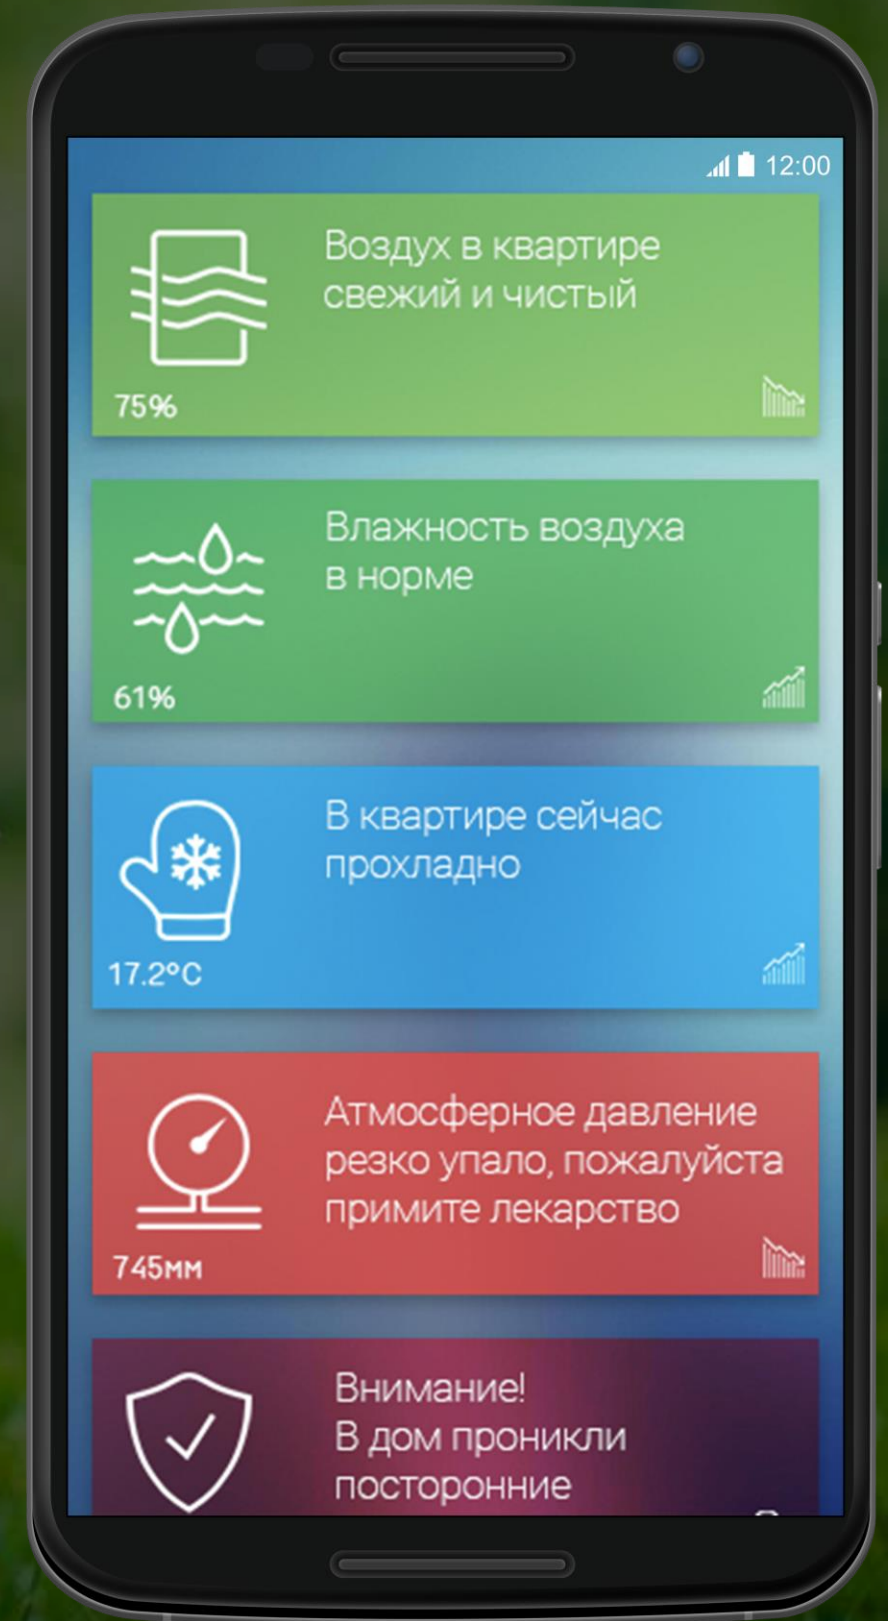 12:00
Воздух в квартире
свежий и чистый
75%
Влажность воздуха
в норме
61%
В квартире сейчас
прохладно
17.2°C
Атмосферное давление
резко упало, пожалуйста
примите лекарство
745мм
Внимание!
В дом проникли
посторонние